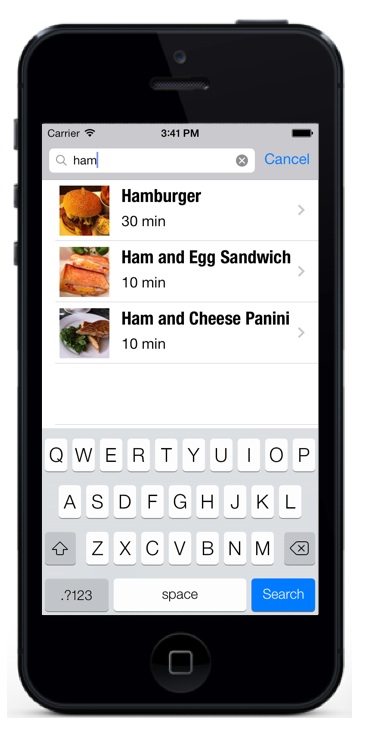 Carrier 3:41 PM
ham Cancel
Hamburger
30 min
Ham and Egg Sandwich
10 min
Ham and Cheese Panini
10 min
Q W E R T Y U I O P
A S D F G H J K L
Z X C V B N M
.?123 space Search